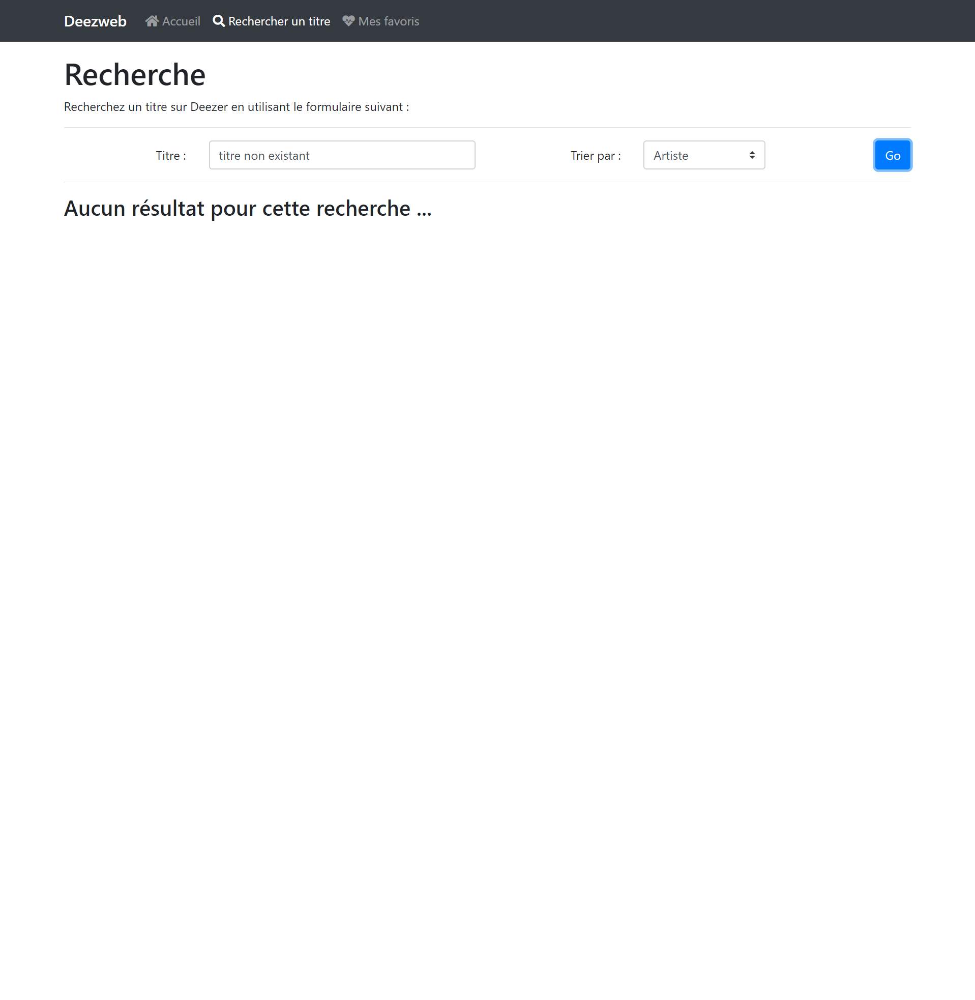 Deezweb Accueil Rechercher un titre Mes favoris
Recherche
Recherchez un titre sur Deezer en utilisant le formulaire suivant :
Titre : titre non existant Trier par : Artiste Go
Aucun résultat pour cette recherche ...